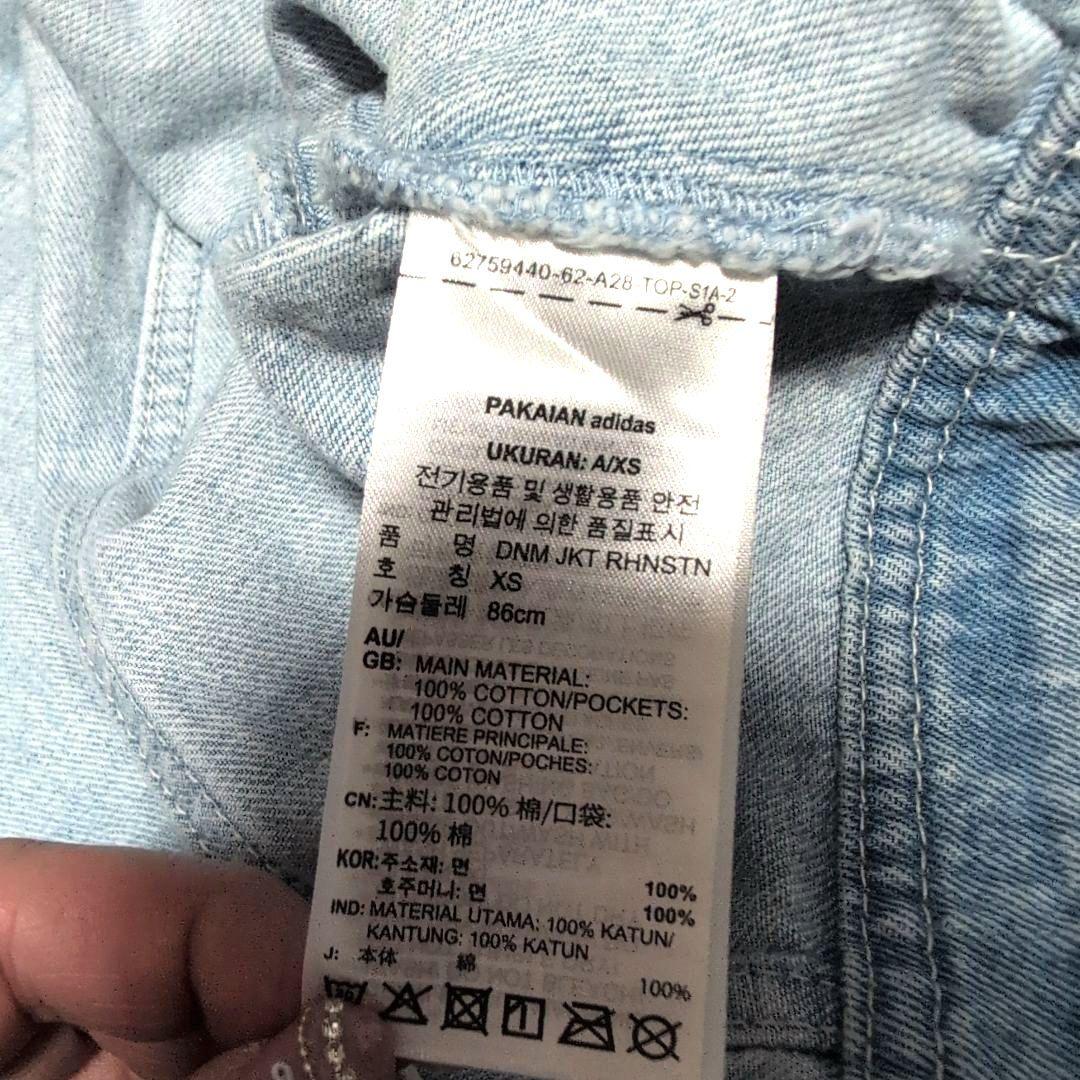 62759440-62-A28-TOP-S1A-2
PAKAIAN adidas
UKURAN: A/XS
전기용품 및 생활용품 안전
관리법에 의한 품질표시
품 명 DNM JKT RHNSTN
호 칭 XS
가슴둘레 86cm
AU/
GB: MAIN MATERIAL:
100% COTTON/POCKETS:
100% COTTON
F: MATIERE PRINCIPALE:
100% COTON/POCHES:
100% COTON
CN: 主料: 100% 棉/口袋:
100% 棉
KOR: 주소재: 면 100%
호주머니: 면 100%
IND: MATERIAL UTAMA: 100% KATUN/
KANTUNG: 100% KATUN
J: 本体 綿 100%